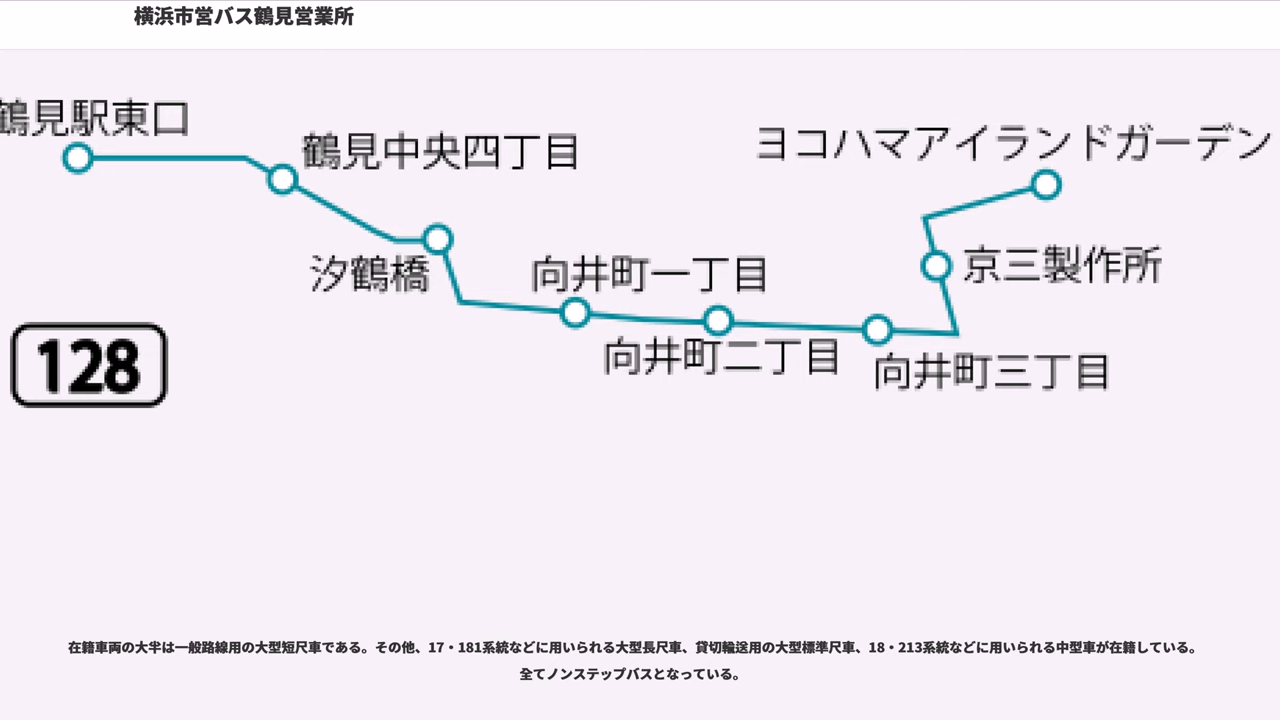 横浜市営バス鶴見営業所
鶴見駅東口
鶴見中央四丁目
ヨコハマアイランドガーデン
汐鶴橋
向井町一丁目
京三製作所
向井町二丁目
向井町三丁目
128
在籍車両の大半は一般路線用の大型短尺車である。その他、17・181系統などに用いられる大型長尺車、貸切輸送用の大型標準尺車、18・213系統などに用いられる中型車が在籍している。
全てノンステップバスとなっている。